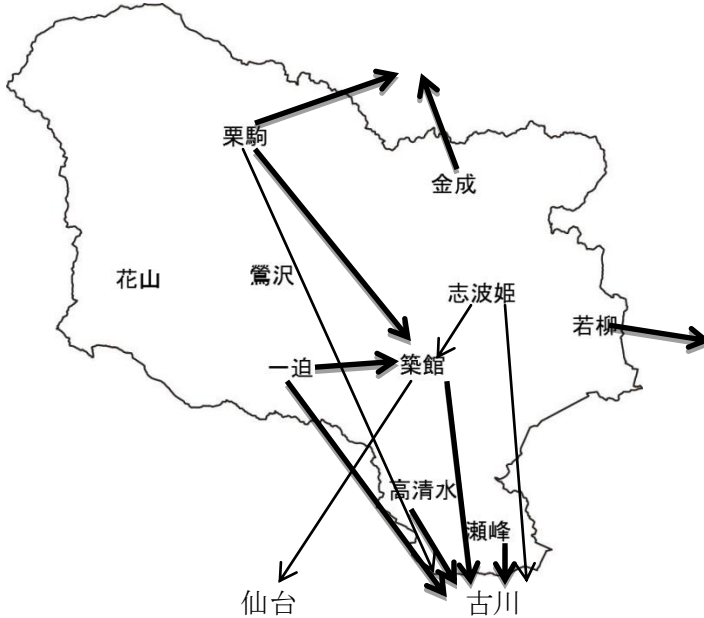 栗駒
金成
花山
鶯沢
志波姫
若柳
一迫
築館
高清水
瀬峰
仙台
古川